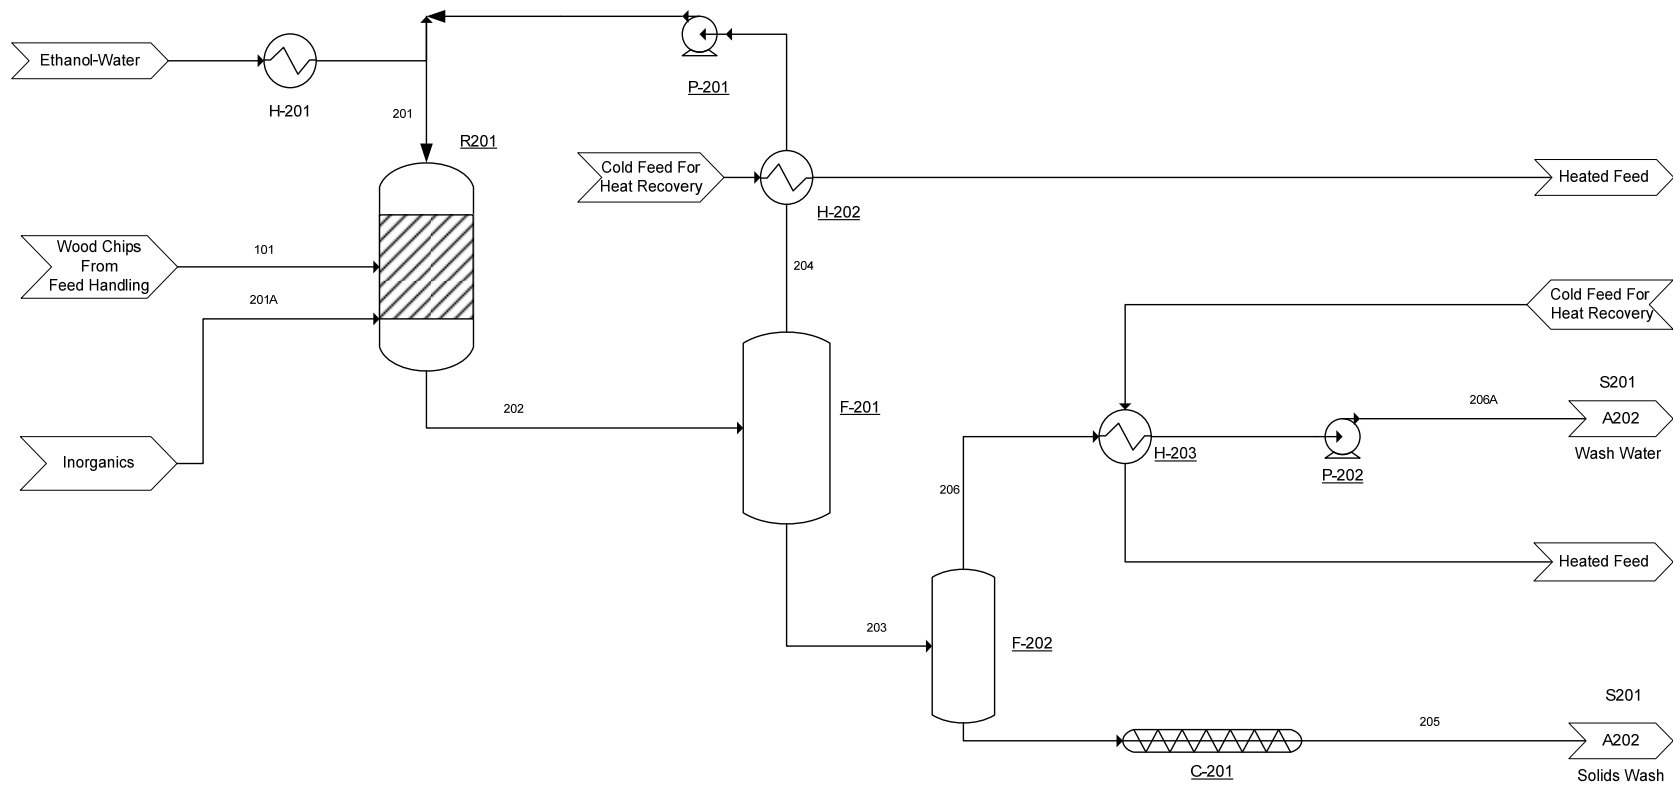 Ethanol-Water
H-201
P-201
201
R201
Cold Feed For
Heat Recovery
H-202
Heated Feed
Wood Chips
From
Feed Handling
101
201A
204
Cold Feed For
Heat Recovery
Inorganics
202
F-201
S201
206A
A202
Wash Water
H-203
P-202
206
Heated Feed
203
F-202
S201
205
A202
C-201
Solids Wash